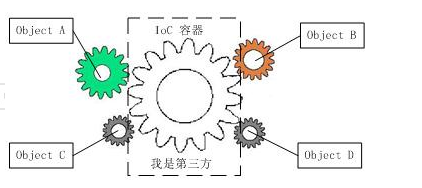 Object A
IoC 容器
Object B
Object C
我是第三方
Object D